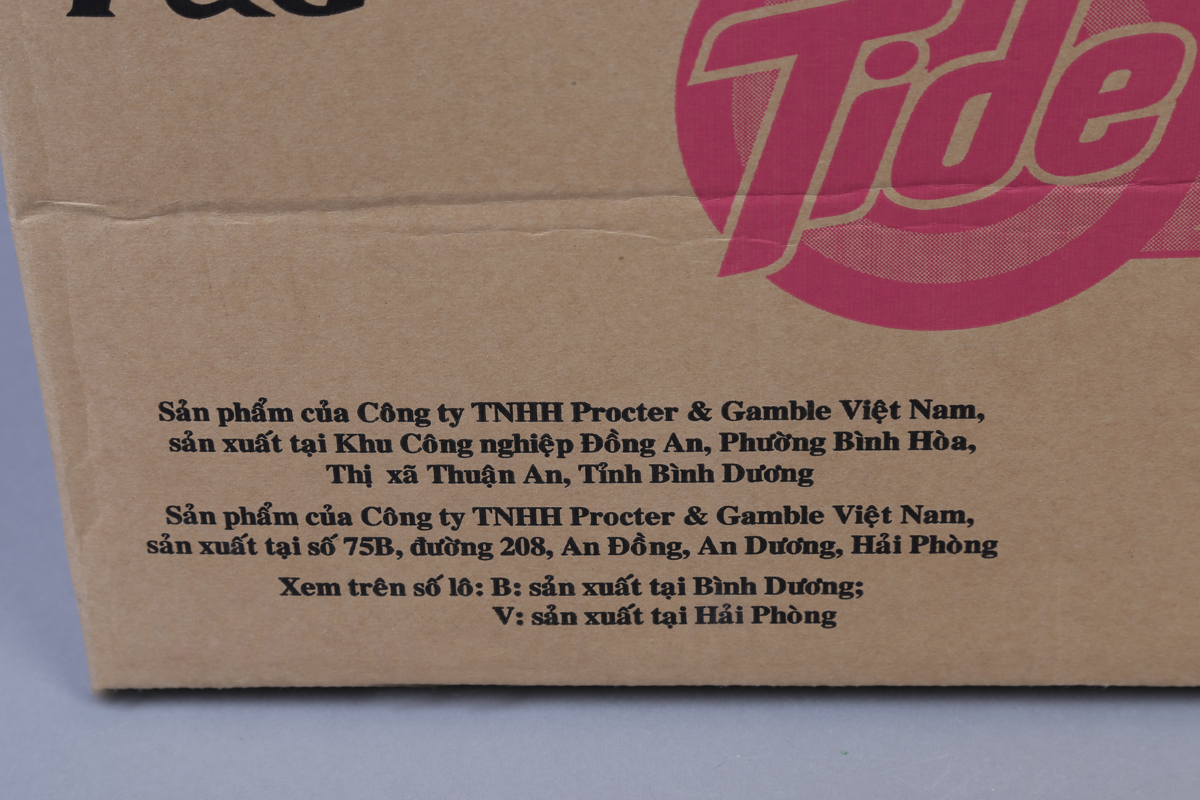 P&G
Tide
Sản phẩm của Công ty TNHH Procter & Gamble Việt Nam,
sản xuất tại Khu Công nghiệp Đồng An, Phường Bình Hòa,
Thị xã Thuận An, Tỉnh Bình Dương
Sản phẩm của Công ty TNHH Procter & Gamble Việt Nam,
sản xuất tại số 75B, đường 208, An Đồng, An Dương, Hải Phòng
Xem trên số lô: B: sản xuất tại Bình Dương;
V: sản xuất tại Hải Phòng